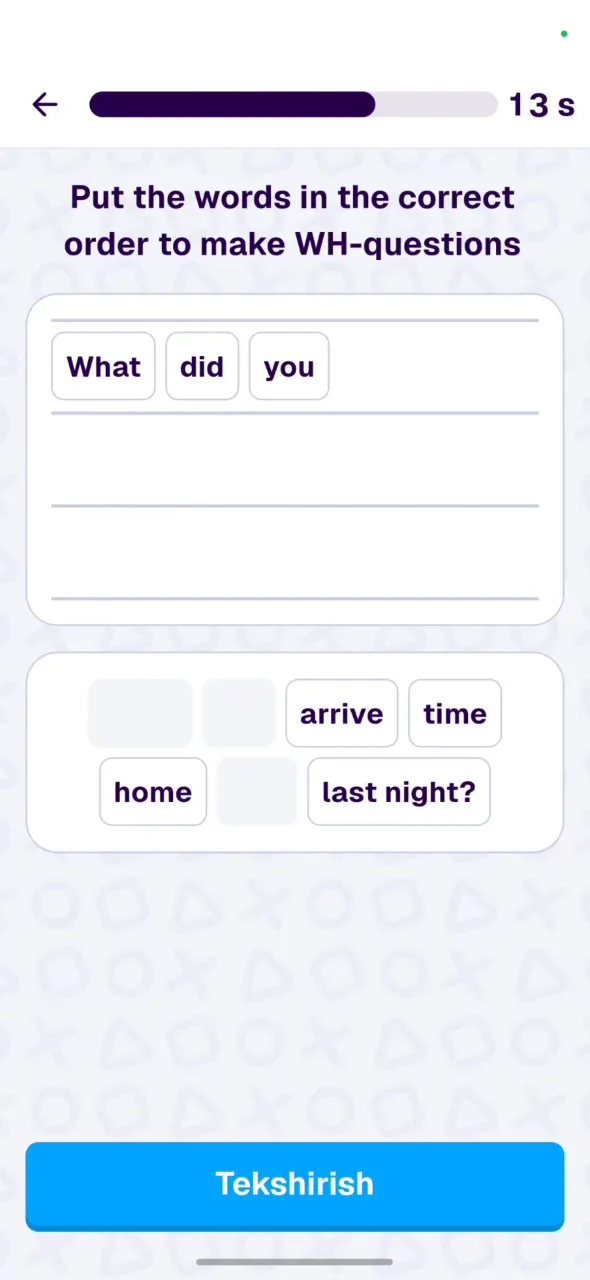 13 s
Put the words in the correct
order to make WH-questions
What did you
arrive time
home last night?
Tekshirish